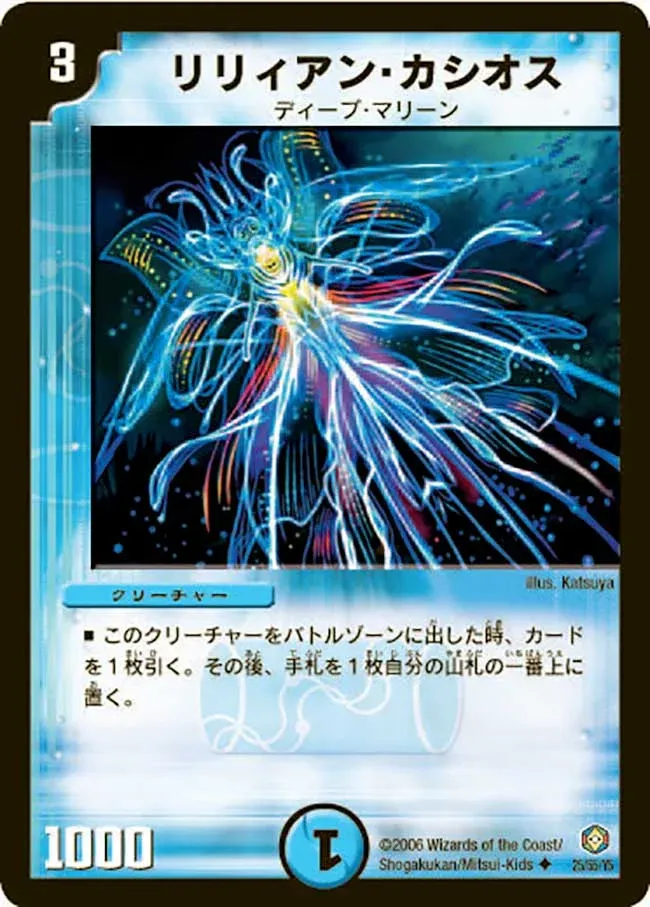 3
リリィアン・カシオス
ディープ・マリーン
illus. Katsuya
クリーチャー
■ このクリーチャーをバトルゾーンに出した時、カード
を1枚引く。その後、手札を1枚自分の山札の一番上に
置く。
1000
1
©2006 Wizards of the Coast/
Shogakukan/Mitsui-Kids ◆ 25/55・Y5